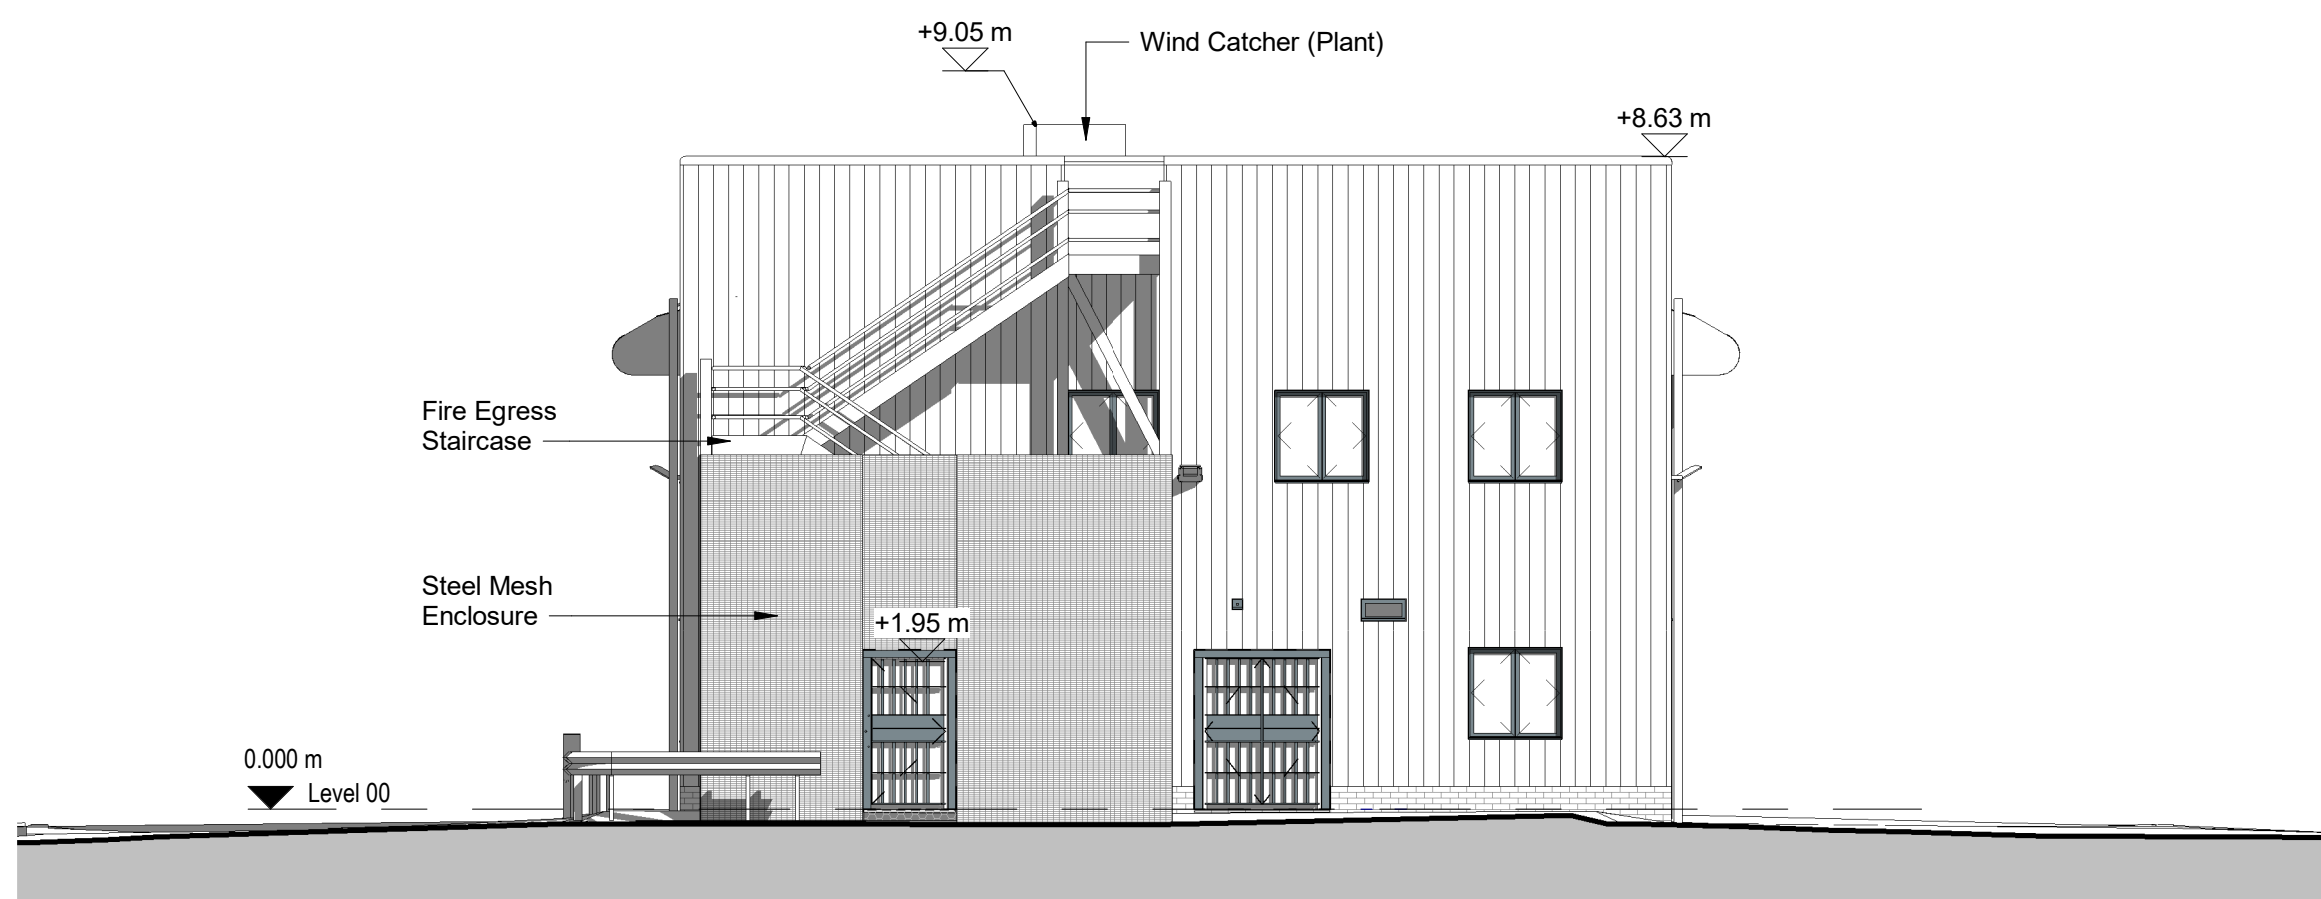 +9.05 m
Wind Catcher (Plant)
+8.63 m
Fire Egress
Staircase
Steel Mesh
Enclosure
+1.95 m
0.000 m
Level 00